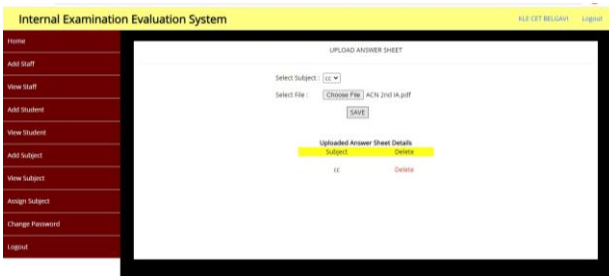 Internal Examination Evaluation System
KLE CET BELGAVI Logout
Home
Add Staff
View Staff
Add Student
View Student
Add Subject
View Subject
Assign Subject
Change Password
Logout
UPLOAD ANSWER SHEET
Select Subject : cc
Select File : Choose File ACN 2nd IA.pdf
SAVE
Uploaded Answer Sheet Details
Subject Delete
cc Delete